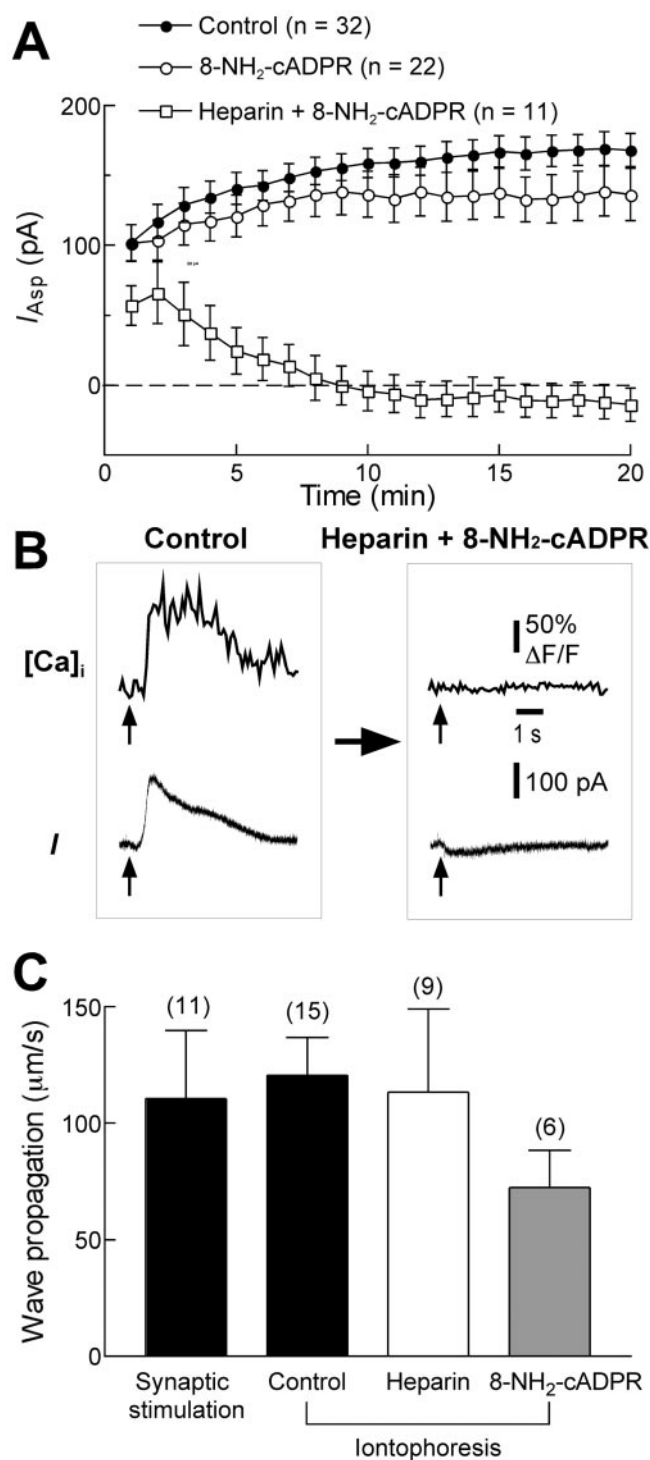 A
Control (n = 32)
8-NH₂-cADPR (n = 22)
Heparin + 8-NH₂-cADPR (n = 11)
200
100
0
I_Asp (pA)
0 5 10 15 20
Time (min)
B
Control Heparin + 8-NH₂-cADPR
[Ca]ᵢ
50%
ΔF/F
1 s
100 pA
I
C
150
100
50
0
Wave propagation (μm/s)
(11) (15) (9) (6)
Synaptic stimulation
Control Heparin 8-NH₂-cADPR
Iontophoresis